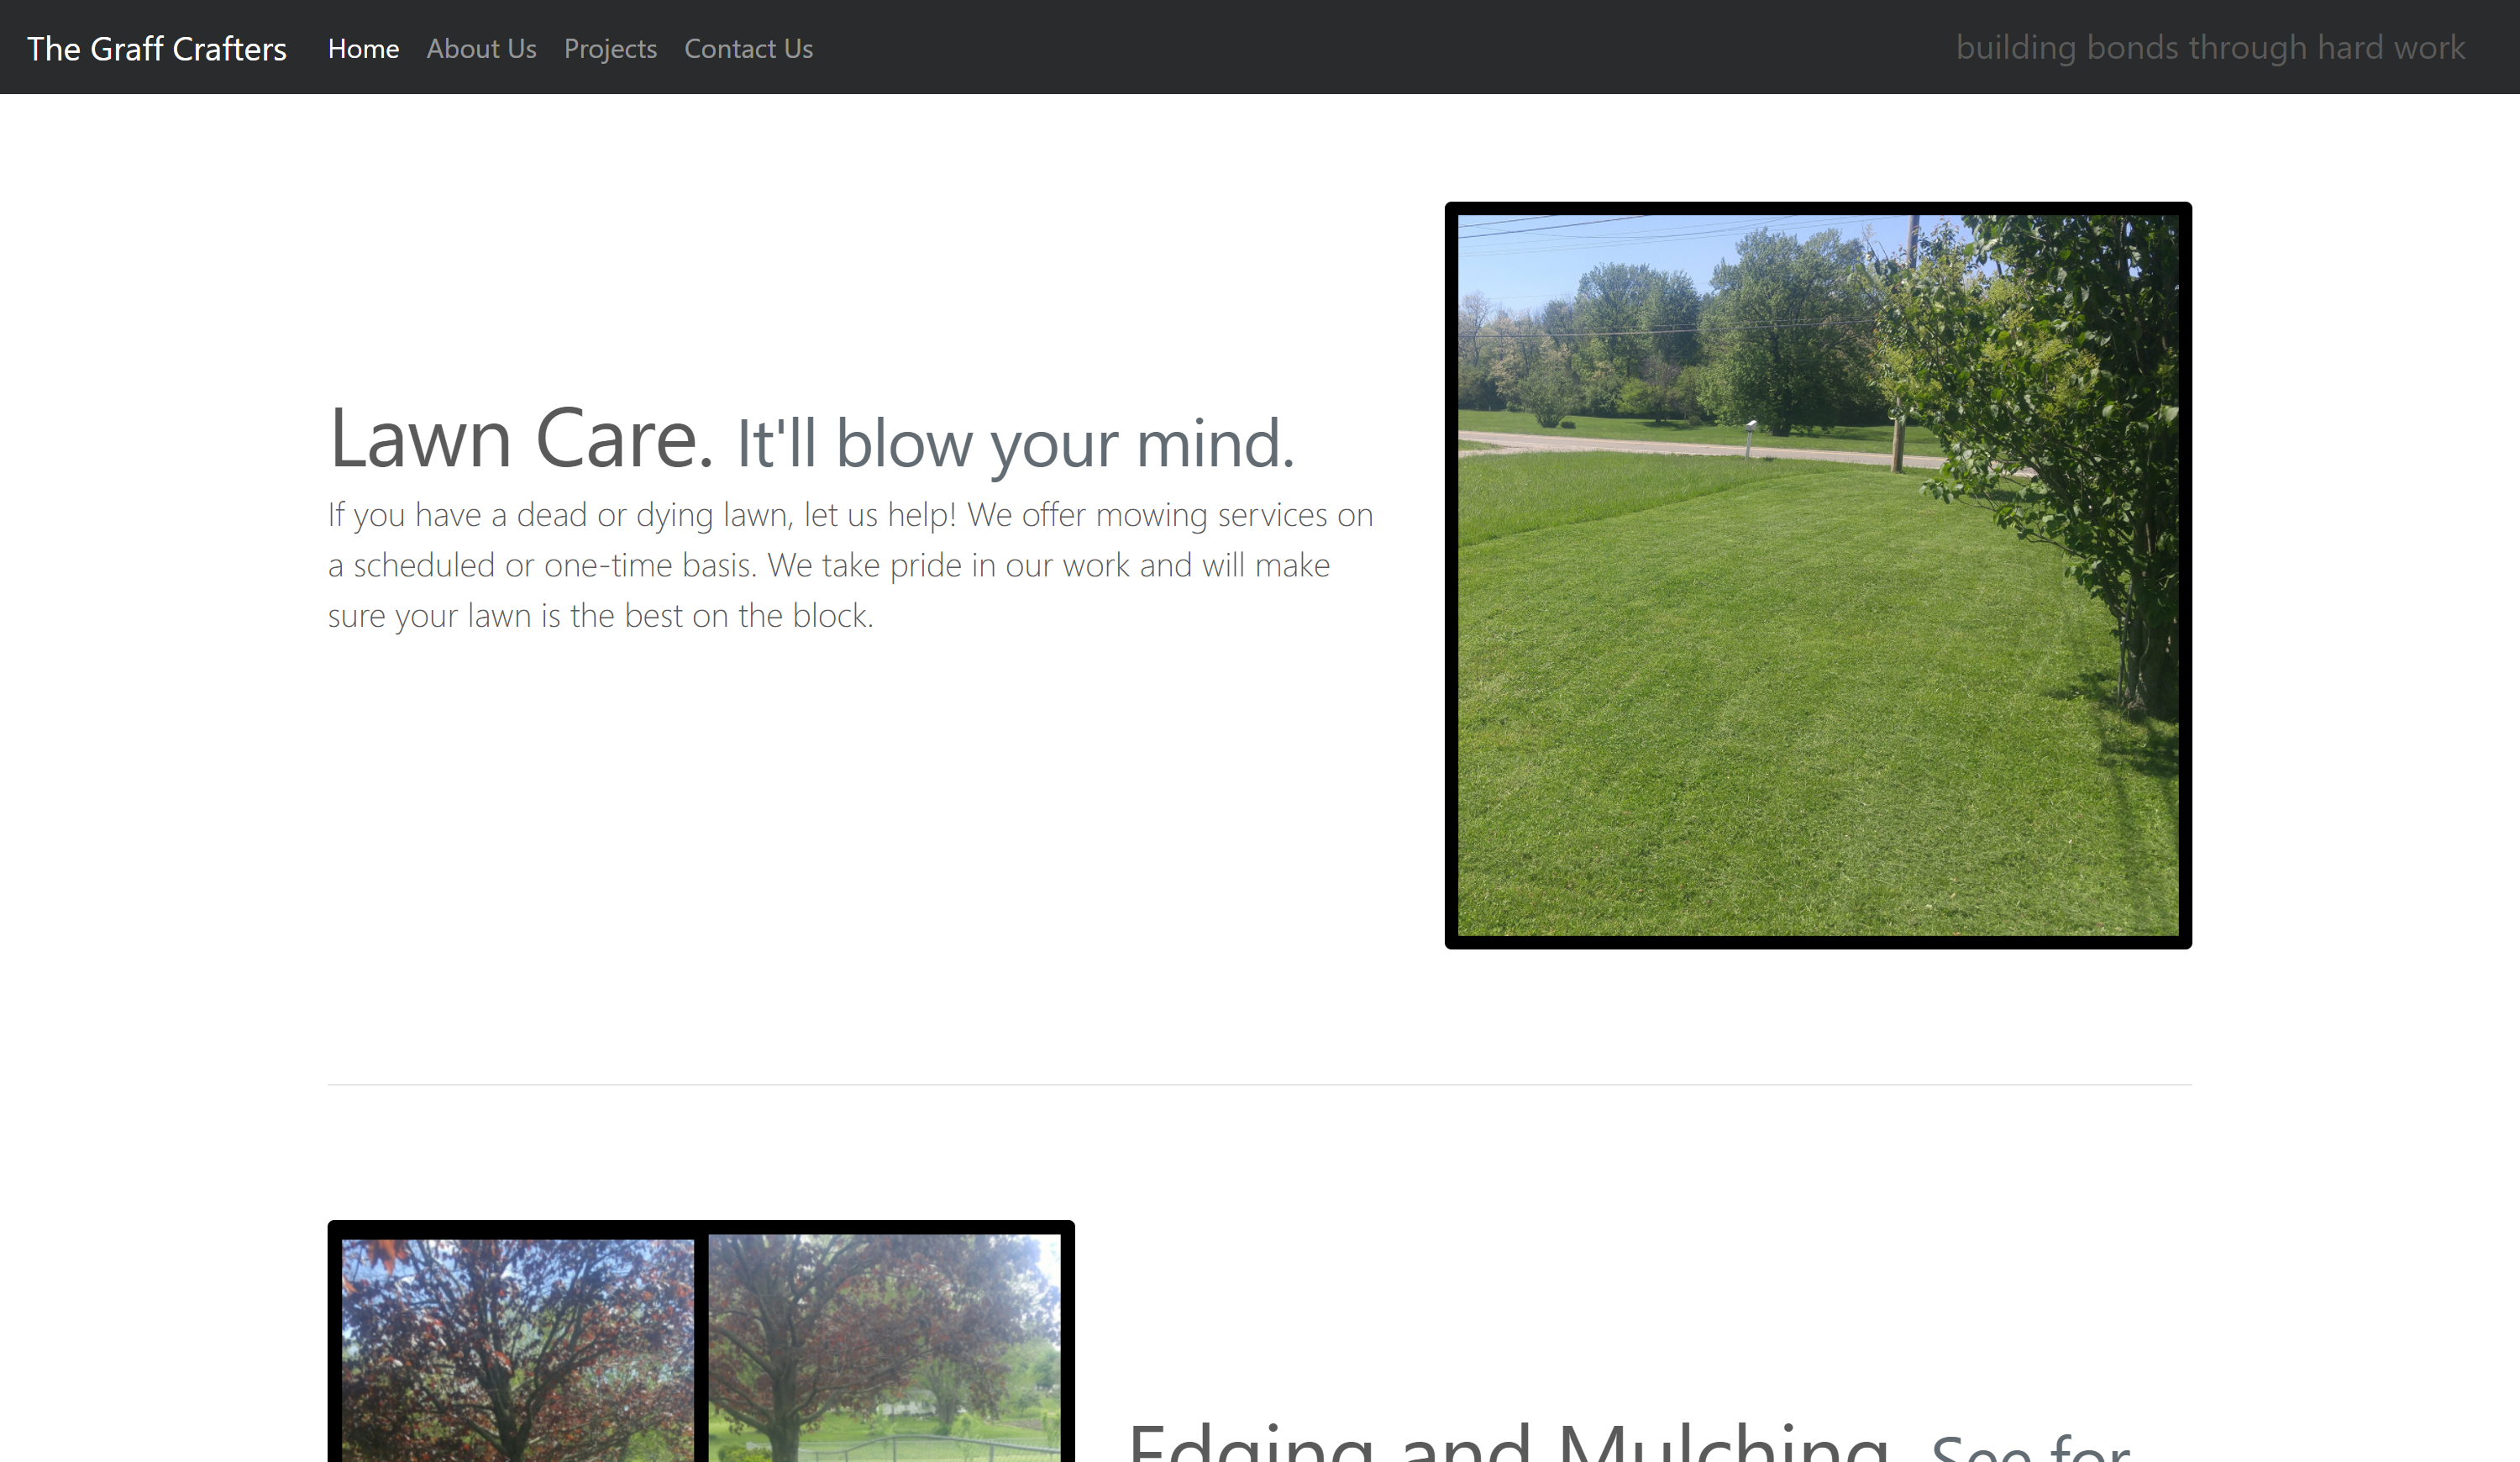 The Graff Crafters Home About Us Projects Contact Us building bonds through hard work
Lawn Care. It'll blow your mind.
If you have a dead or dying lawn, let us help! We offer mowing services on
a scheduled or one-time basis. We take pride in our work and will make
sure your lawn is the best on the block.
Edging and Mulching. See for